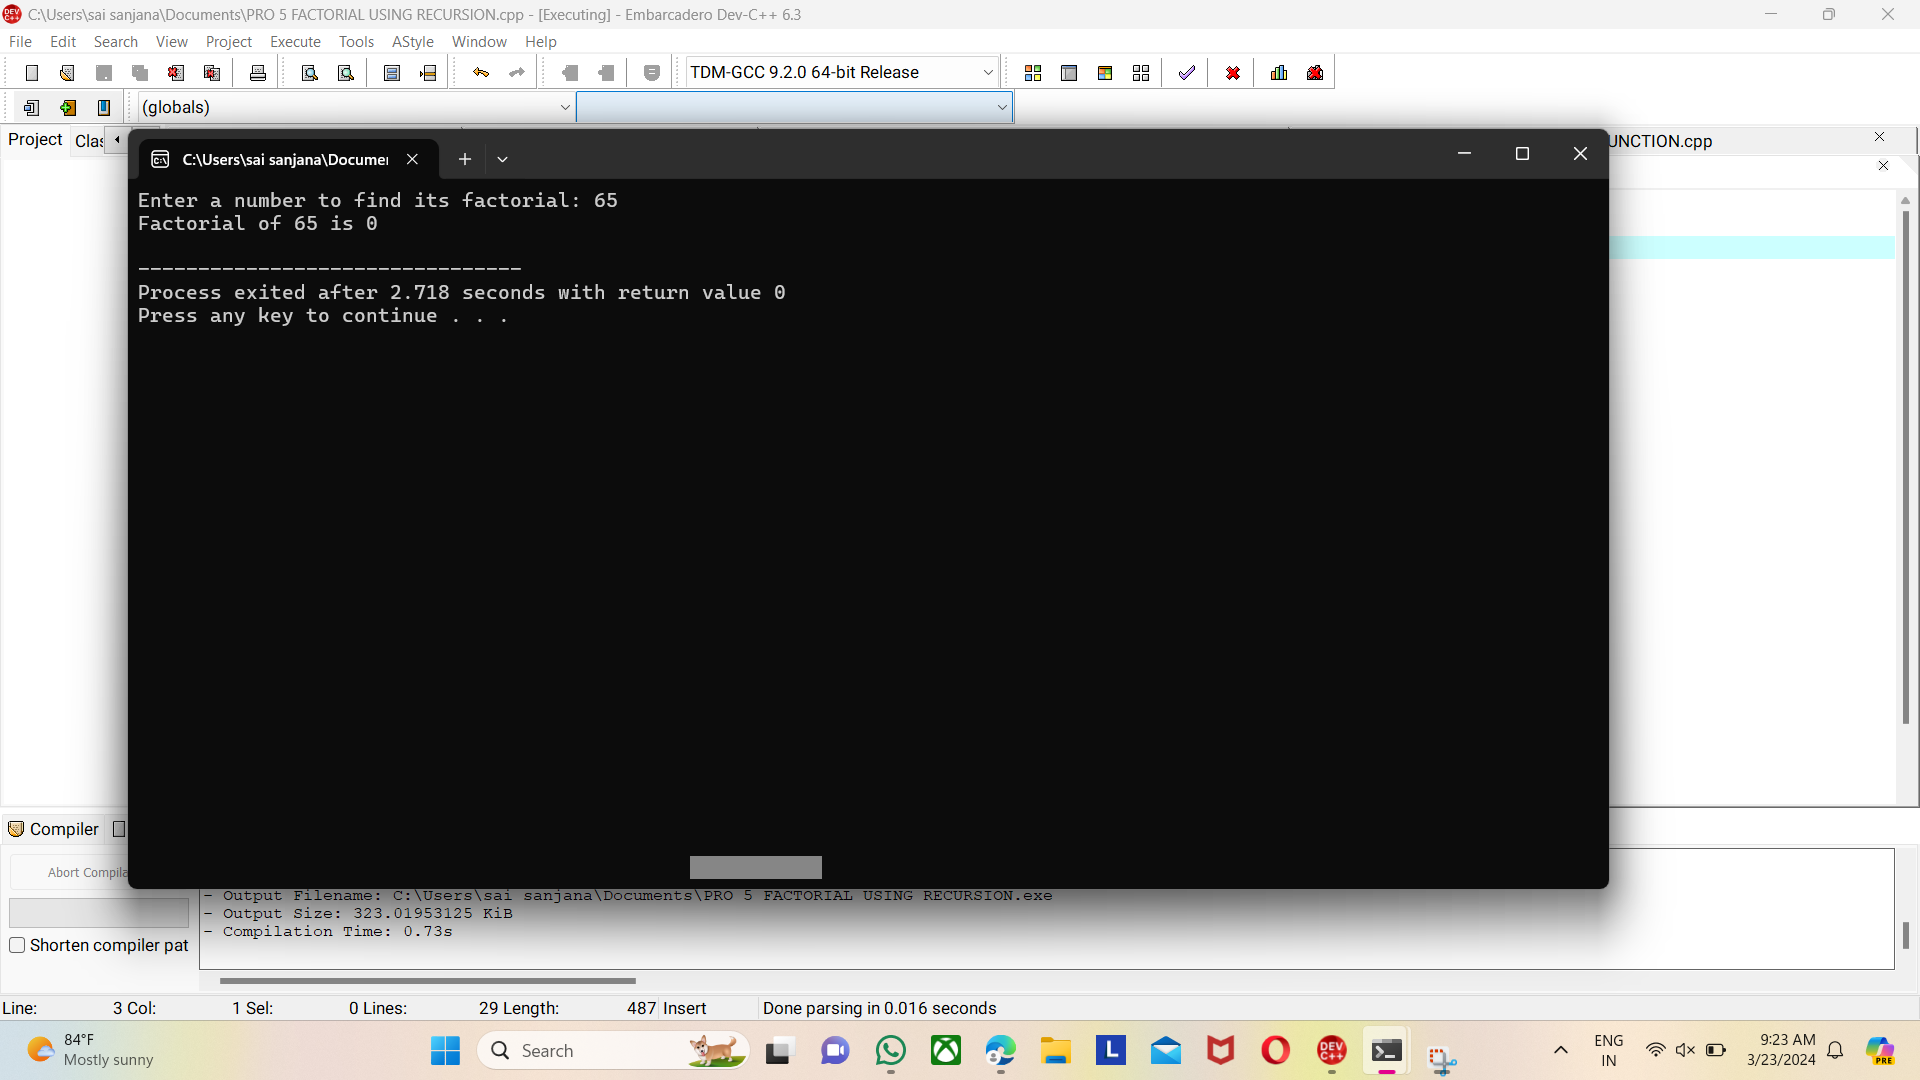 C:\Users\sai sanjana\Documents\PRO 5 FACTORIAL USING RECURSION.cpp - [Executing] - Embarcadero Dev-C++ 6.3
File Edit Search View Project Execute Tools AStyle Window Help
TDM-GCC 9.2.0 64-bit Release
(globals)
Project Clas
UNCTION.cpp
C:\Users\sai sanjana\Documer
Enter a number to find its factorial: 65
Factorial of 65 is 0
--------------------------------
Process exited after 2.718 seconds with return value 0
Press any key to continue . . .
Compiler
Abort Compila
- Output Filename: C:\Users\sai sanjana\Documents\PRO 5 FACTORIAL USING RECURSION.exe
- Output Size: 323.01953125 KiB
- Compilation Time: 0.73s
Shorten compiler pat
Line: 3 Col: 1 Sel: 0 Lines: 29 Length: 487 Insert Done parsing in 0.016 seconds
84°F
Mostly sunny
Search
L
DEV C++
ENG
IN
9:23 AM
3/23/2024
PRE